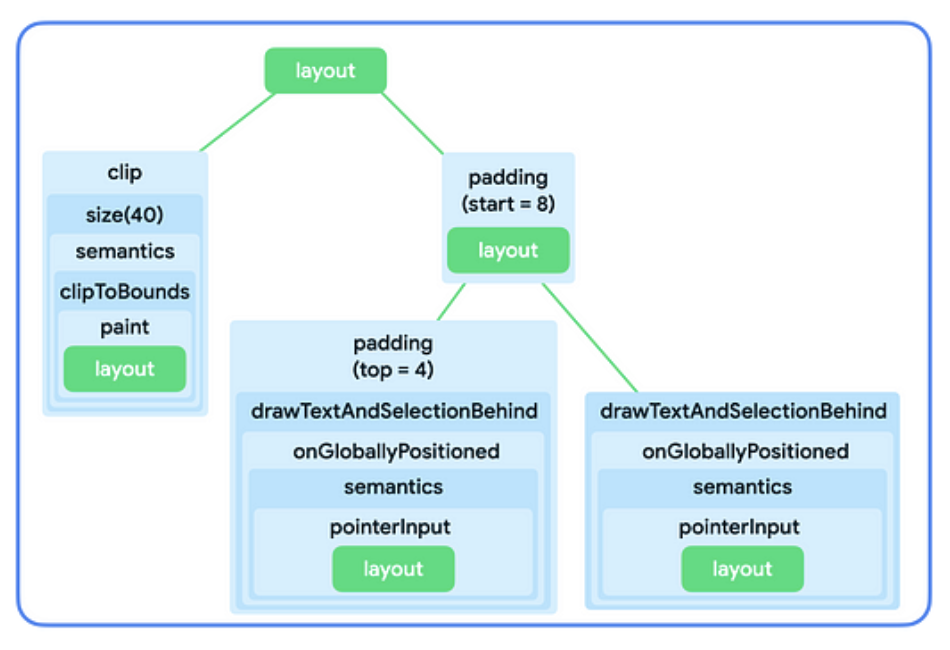 layout
clip
size(40)
semantics
clipToBounds
paint
layout
padding
(start = 8)
layout
padding
(top = 4)
drawTextAndSelectionBehind
onGloballyPositioned
semantics
pointerInput
layout
drawTextAndSelectionBehind
onGloballyPositioned
semantics
pointerInput
layout